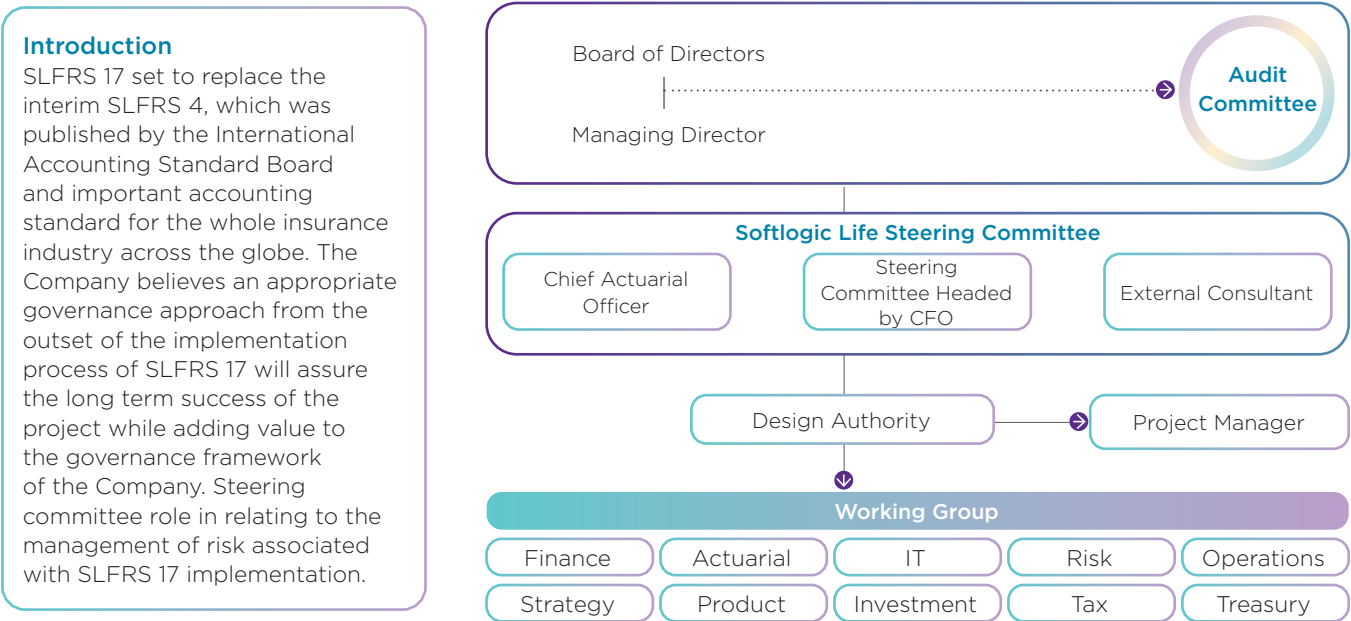 Introduction
SLFRS 17 set to replace the
interim SLFRS 4, which was
published by the International
Accounting Standard Board
and important accounting
standard for the whole insurance
industry across the globe. The
Company believes an appropriate
governance approach from the
outset of the implementation
process of SLFRS 17 will assure
the long term success of the
project while adding value to
the governance framework
of the Company. Steering
committee role in relating to the
management of risk associated
with SLFRS 17 implementation.
Board of Directors
Managing Director
Audit
Committee
Softlogic Life Steering Committee
Chief Actuarial
Officer
Steering
Committee Headed
by CFO
External Consultant
Design Authority
Project Manager
Working Group
Finance
Actuarial
IT
Risk
Operations
Strategy
Product
Investment
Tax
Treasury